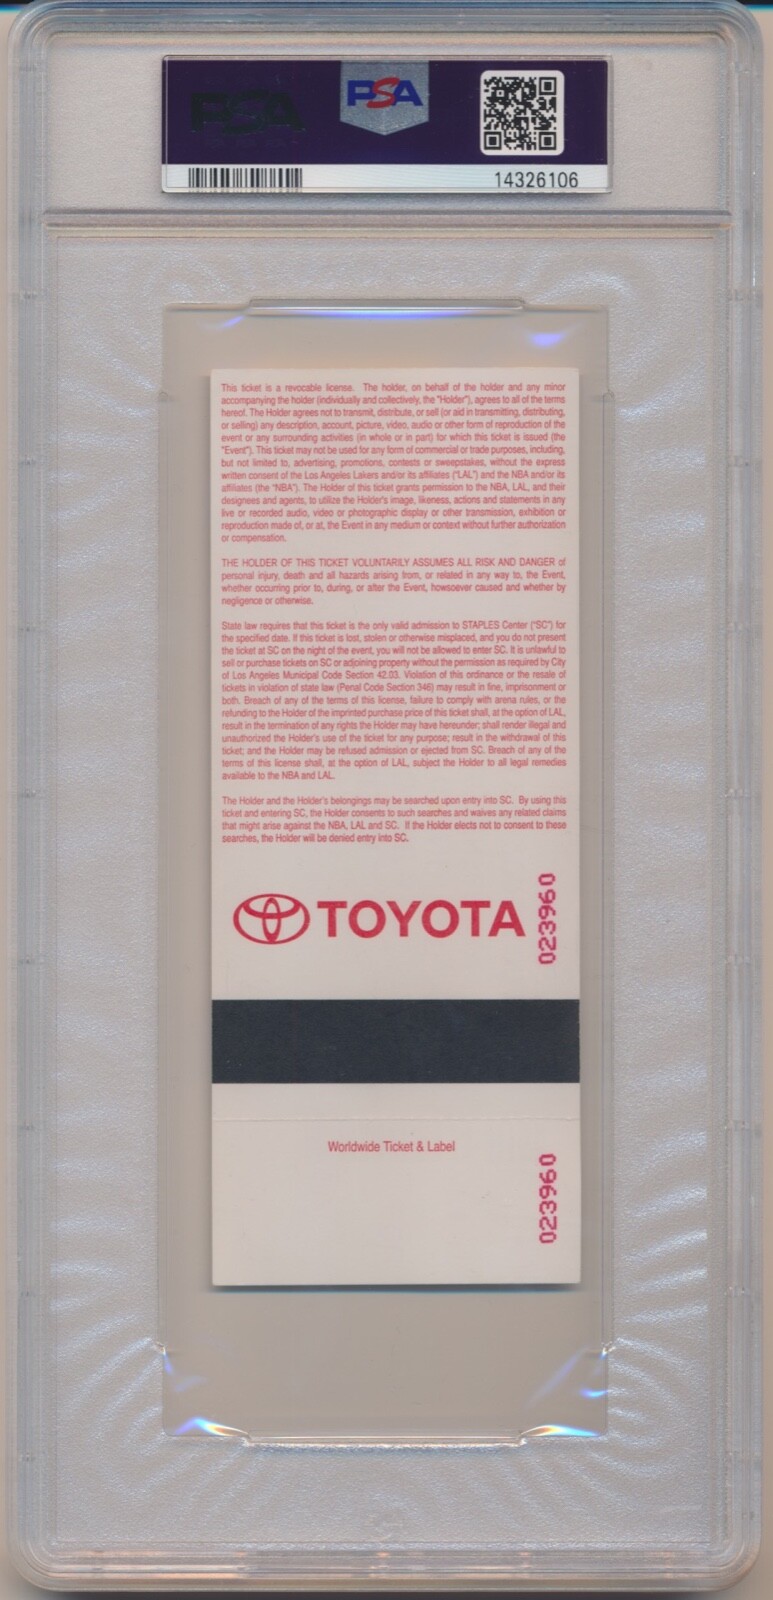 PSA
PSA
14326106
This ticket is a revocable license. The holder, on behalf of the holder and any minor
accompanying the holder (individually and collectively, the "Holder"), agrees to all of the terms
hereof. The Holder agrees not to transmit, distribute, or sell (or aid in transmitting, distributing,
or selling) any description, account, picture, video, audio or other form of reproduction of the
event or any surrounding activities (in whole or in part) for which this ticket is issued (the
"Event"). This ticket may not be used for any form of commercial or trade purposes, including,
but not limited to, advertising, promotions, contests or sweepstakes, without the express
written consent of the Los Angeles Lakers and/or its affiliates ("LAL") and the NBA and/or its
affiliates (the "NBA"). The Holder of this ticket grants permission to the NBA, LAL, and their
designees and agents, to utilize the Holder's image, likeness, actions and statements in any
live or recorded audio, video or photographic display or other transmission, exhibition or
reproduction made of, or at, the Event in any medium or context without further authorization
or compensation.
THE HOLDER OF THIS TICKET VOLUNTARILY ASSUMES ALL RISK AND DANGER of
personal injury, death and all hazards arising from, or related in any way to, the Event,
whether occurring prior to, during, or after the Event, howsoever caused and whether by
negligence or otherwise.
State law requires that this ticket is the only valid admission to STAPLES Center ("SC") for
the specified date. If this ticket is lost, stolen or otherwise misplaced, and you do not present
the ticket at SC on the night of the event, you will not be allowed to enter SC. It is unlawful to
sell or purchase tickets on SC or adjoining property without the permission as required by City
of Los Angeles Municipal Code Section 42.03. Violation of this ordinance or the resale of
tickets in violation of state law (Penal Code Section 346) may result in fine, imprisonment or
both. Breach of any of the terms of this license, failure to comply with arena rules, or the
refunding to the Holder of the imprinted purchase price of this ticket shall, at the option of LAL,
result in the termination of any rights the Holder may have hereunder; shall render illegal and
unauthorized the Holder's use of the ticket for any purpose; result in the withdrawal of this
ticket; and the Holder may be refused admission or ejected from SC. Breach of any of the
terms of this license shall, at the option of LAL, subject the Holder to all legal remedies
available to the NBA and LAL.
The Holder and the Holder's belongings may be searched upon entry into SC. By using this
ticket and entering SC, the Holder consents to such searches and waives any related claims
that might arise against the NBA, LAL and SC. If the Holder elects not to consent to these
searches, the Holder will be denied entry into SC.
TOYOTA
023960
Worldwide Ticket & Label
023960